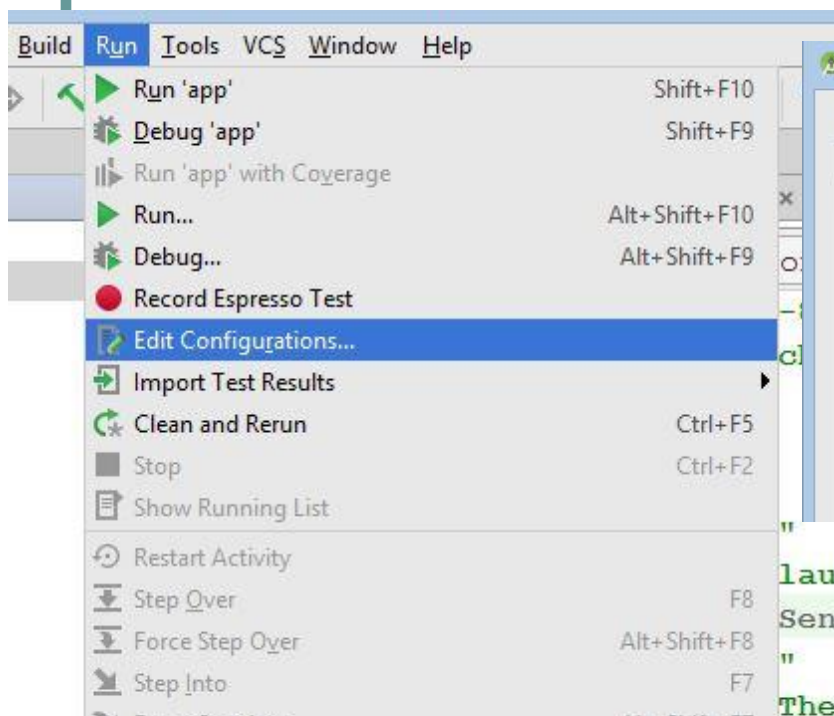 Build Run Tools VCS Window Help
Run 'app' Shift+F10
Debug 'app' Shift+F9
Run 'app' with Coverage
Run... Alt+Shift+F10
Debug... Alt+Shift+F9
Record Espresso Test
Edit Configurations...
Import Test Results
Clean and Rerun Ctrl+F5
Stop Ctrl+F2
Show Running List
"
Restart Activity
lau
Step Over F8
Sen
Force Step Over Alt+Shift+F8
"
Step Into F7
The